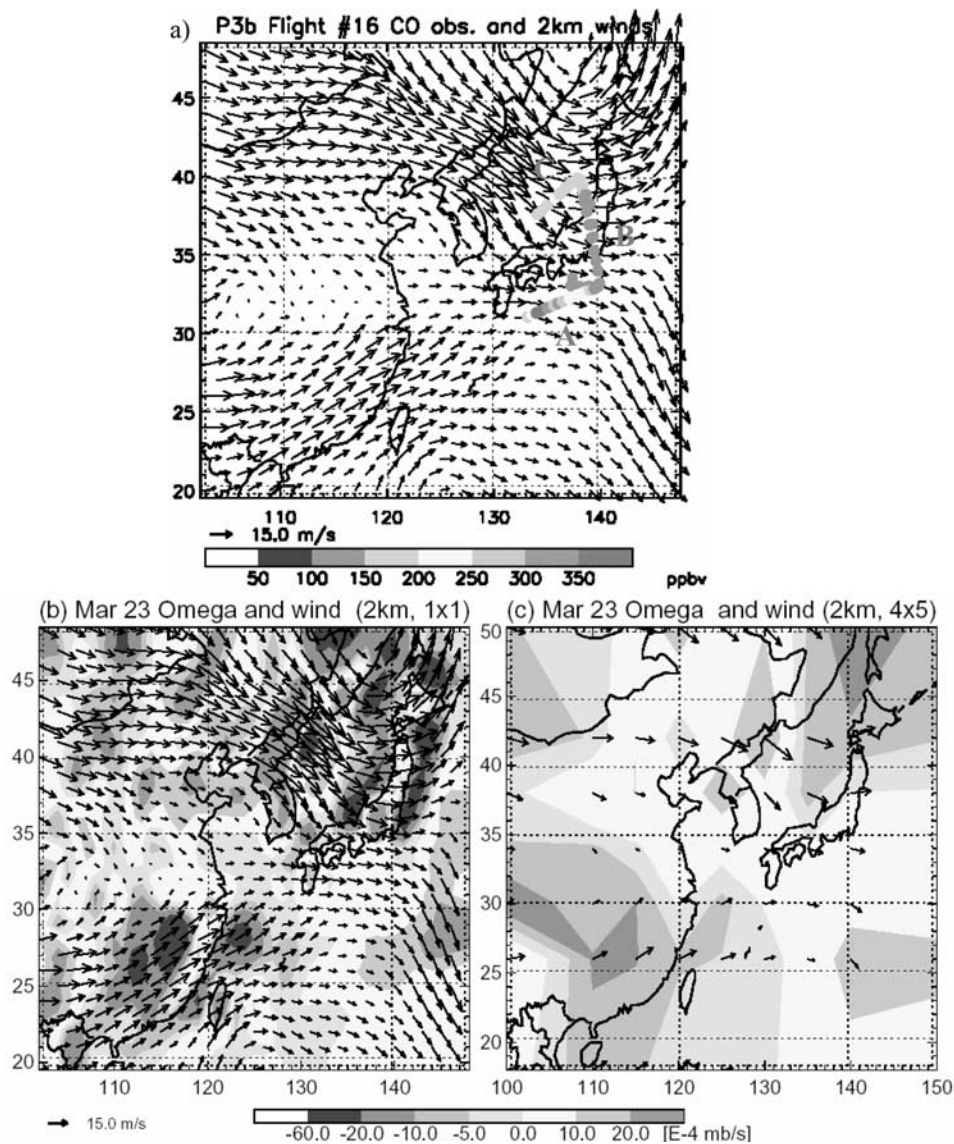 a) P3b Flight #16 CO obs. and 2km winds
45
40
35
30
25
20
C
B
A
110 120 130 140
15.0 m/s
50 100 150 200 250 300 350 ppbv
(b) Mar 23 Omega and wind (2km, 1x1)
(c) Mar 23 Omega and wind (2km, 4x5)
45
40
35
30
25
20
110 120 130 140
50
45
40
35
30
25
20
100 110 120 130 140 150
15.0 m/s
-60.0 -20.0 -10.0 -5.0 0.0 10.0 20.0 [E-4 mb/s]